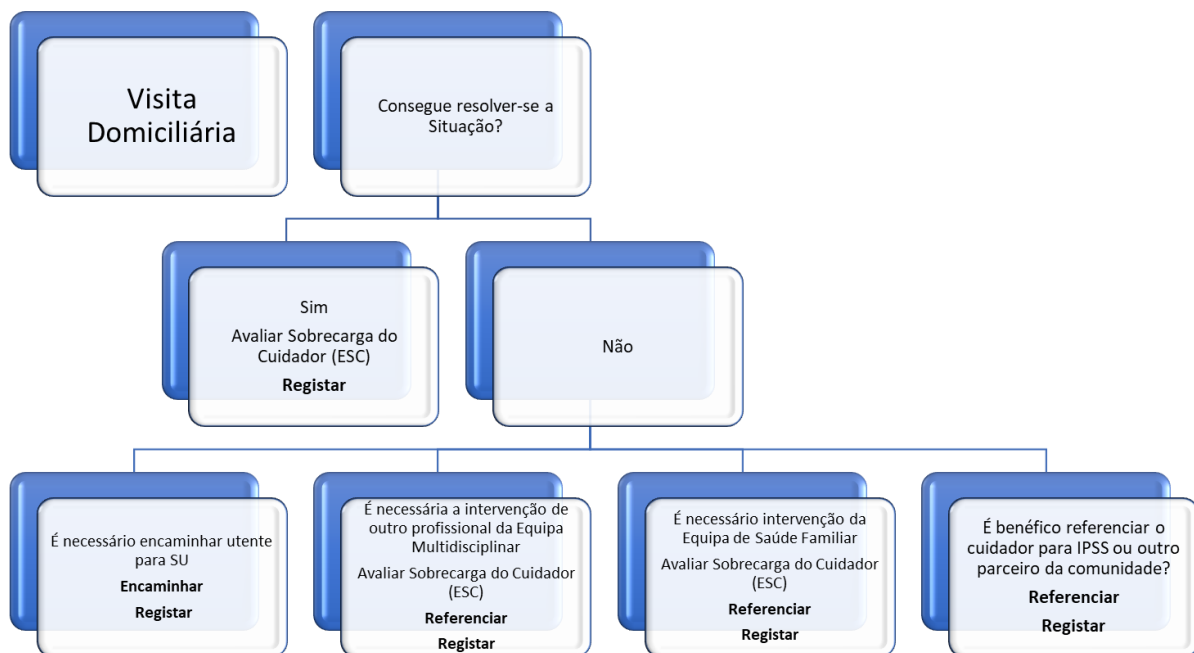 Visita
Domiciliária
Consegue resolver-se a
Situação?
Sim
Avaliar Sobrecarga do
Cuidador (ESC)
Registar
Não
É necessário encaminhar utente
para SU
Encaminhar
Registar
É necessária a intervenção de
outro profissional da Equipa
Multidisciplinar
Avaliar Sobrecarga do Cuidador
(ESC)
Referenciar
Registar
É necessário intervenção da
Equipa de Saúde Familiar
Avaliar Sobrecarga do Cuidador
(ESC)
Referenciar
Registar
É benéfico referenciar o
cuidador para IPSS ou outro
parceiro da comunidade?
Referenciar
Registar